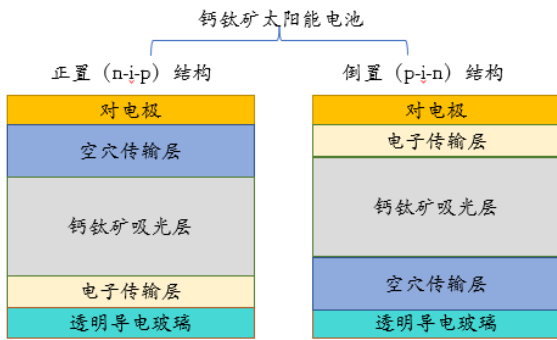 钙钛矿太阳能电池
正置（n-i-p）结构
对电极
空穴传输层
钙钛矿吸光层
电子传输层
透明导电玻璃
倒置（p-i-n）结构
对电极
电子传输层
钙钛矿吸光层
空穴传输层
透明导电玻璃